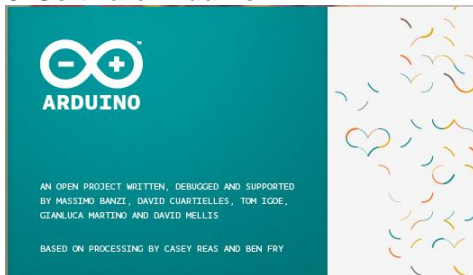 ARDUINO
AN OPEN PROJECT WRITTEN, DEBUGGED AND SUPPORTED
BY MASSIMO BANZI, DAVID CUARTIELLES, TOM IGOE,
GIANLUCA MARTINO AND DAVID MELLIS
BASED ON PROCESSING BY CASEY REAS AND BEN FRY